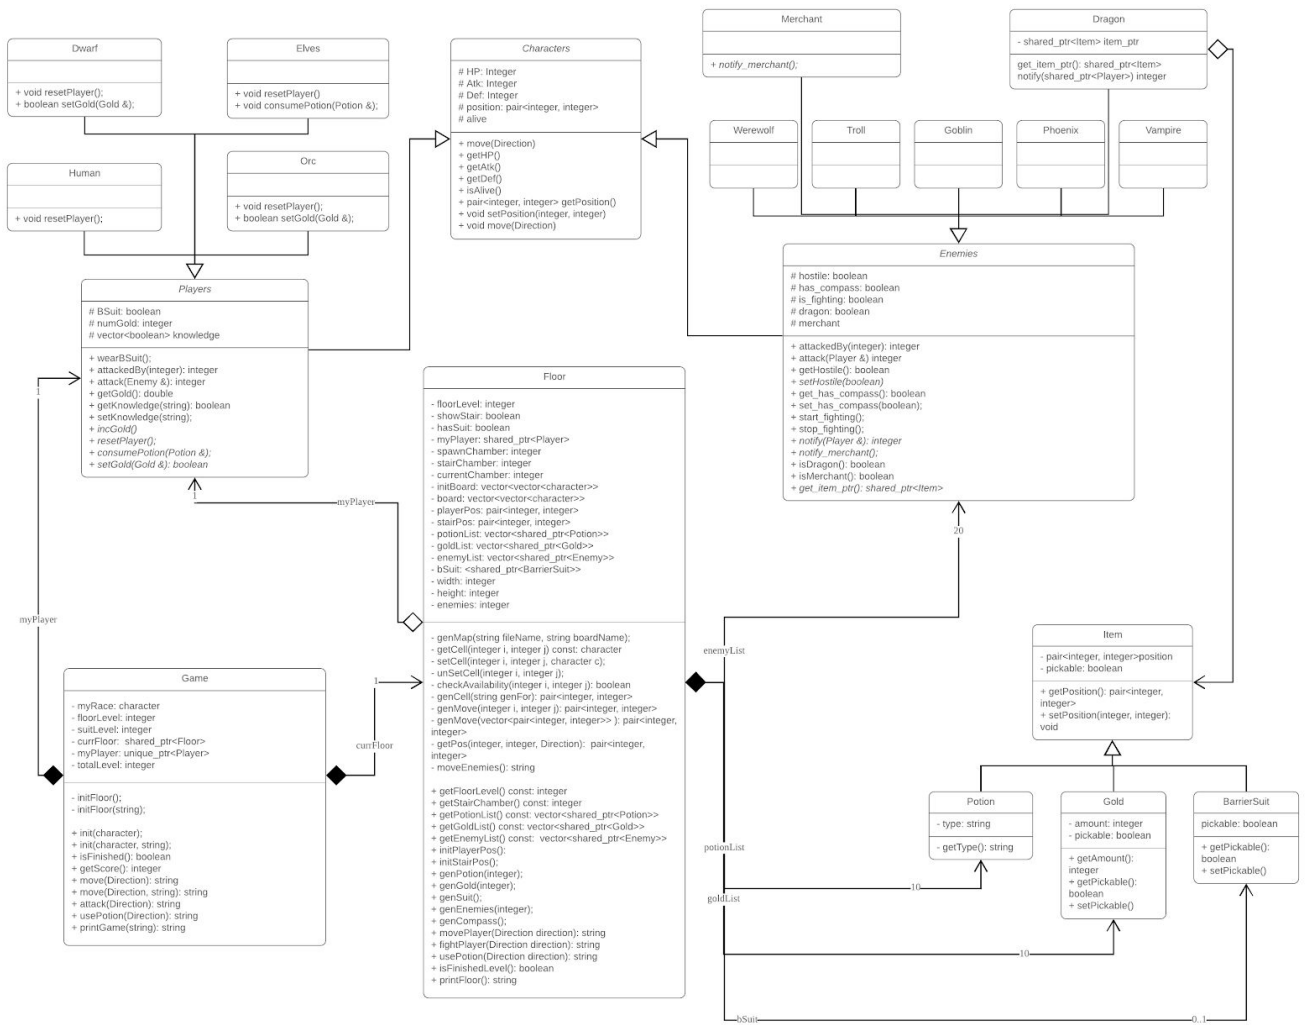 Dwarf
+ void resetPlayer();
+ boolean setGold(Gold &);
Elves
+ void resetPlayer()
+ void consumePotion(Potion &);
Human
+ void resetPlayer();
Orc
+ void resetPlayer();
+ boolean setGold(Gold &);
Characters
# HP: Integer
# Atk: Integer
# Def: Integer
# position: pair<integer, integer>
# alive
+ move(Direction)
+ getHP()
+ getAtk()
+ getDef()
+ isAlive()
+ pair<integer, integer> getPosition()
+ void setPosition(integer, integer)
+ void move(Direction)
Merchant
+ notify_merchant();
Dragon
- shared_ptr<Item> item_ptr
get_item_ptr(): shared_ptr<Item>
notify(shared_ptr<Player>) integer
Werewolf
Troll
Goblin
Phoenix
Vampire
Players
# BSuit: boolean
# numGold: integer
# vector<boolean> knowledge
+ wearBSuit();
+ attackedBy(integer): integer
+ attack(Enemy &): integer
+ getGold(): double
+ getKnowledge(string): boolean
+ setKnowledge(string);
+ incGold()
+ resetPlayer();
+ consumePotion(Potion &);
+ setGold(Gold &): boolean
Enemies
# hostile: boolean
# has_compass: boolean
# is_fighting: boolean
# dragon: boolean
# merchant
+ attackedBy(integer): integer
+ attack(Player &) integer
+ getHostile(): boolean
+ setHostile(boolean)
+ get_has_compass(): boolean
+ set_has_compass(boolean);
+ start_fighting();
+ stop_fighting();
+ notify(Player &): integer
+ notify_merchant();
+ isDragon(): boolean
+ isMerchant(): boolean
+ get_item_ptr(): shared_ptr<Item>
Floor
- floorLevel: integer
- showStair: boolean
- hasSuit: boolean
- myPlayer: shared_ptr<Player>
- spawnChamber: integer
- stairChamber: integer
- currentChamber: integer
- initBoard: vector<vector<character>>
- board: vector<vector<character>>
- playerPos: pair<integer, integer>
- stairPos: pair<integer, integer>
- potionList: vector<shared_ptr<Potion>>
- goldList: vector<shared_ptr<Gold>>
- enemyList: vector<shared_ptr<Enemy>>
- bSuit: <shared_ptr<BarrierSuit>>
- width: integer
- height: integer
- enemies: integer
- genMap(string fileName, string boardName);
- getCell(integer i, integer j) const: character
- setCell(integer i, integer j, character c);
- unSetCell(integer i, integer j);
- checkAvailability(integer i, integer j): boolean
- genCell(string genFor): pair<integer, integer>
- genMove(integer i, integer j): pair<integer, integer>
- genMove(vector<pair<integer, integer>> ): pair<integer,
integer>
- getPos(integer, integer, Direction):  pair<integer,
integer>
- moveEnemies(): string
+ getFloorLevel() const: integer
+ getStairChamber() const: integer
+ getPotionList() const: vector<shared_ptr<Potion>>
+ getGoldList() const: vector<shared_ptr<Gold>>
+ getEnemyList() const:  vector<shared_ptr<Enemy>>
+ initPlayerPos():
+ initStairPos();
+ genPotion(integer);
+ genGold(integer);
+ genSuit();
+ genEnemies(integer);
+ genCompass();
+ movePlayer(Direction direction): string
+ fightPlayer(Direction direction): string
+ usePotion(Direction direction): string
+ isFinishedLevel(): boolean
+ printFloor(): string
1
1
myPlayer
myPlayer
Game
- myRace: character
- floorLevel: integer
- suitLevel: integer
- currFloor:  shared_ptr<Floor>
- myPlayer: unique_ptr<Player>
- totalLevel: integer
- initFloor();
- initFloor(string);
+ init(character);
+ init(character, string);
+ isFinished(): boolean
+ getScore(): integer
+ move(Direction): string
+ move(Direction, string): string
+ attack(Direction): string
+ usePotion(Direction): string
+ printGame(string): string
1
currFloor
20
enemyList
potionList
goldList
10
10
bSuit
0..1
Item
- pair<integer, integer>position
- pickable: boolean
+ getPosition(): pair<integer,
integer>
+ setPosition(integer, integer):
void
Potion
- type: string
- getType(): string
Gold
- amount: integer
- pickable: boolean
+ getAmount():
integer
+ getPickable():
boolean
+ setPickable()
BarrierSuit
pickable: boolean
+ getPickable():
boolean
+ setPickable()